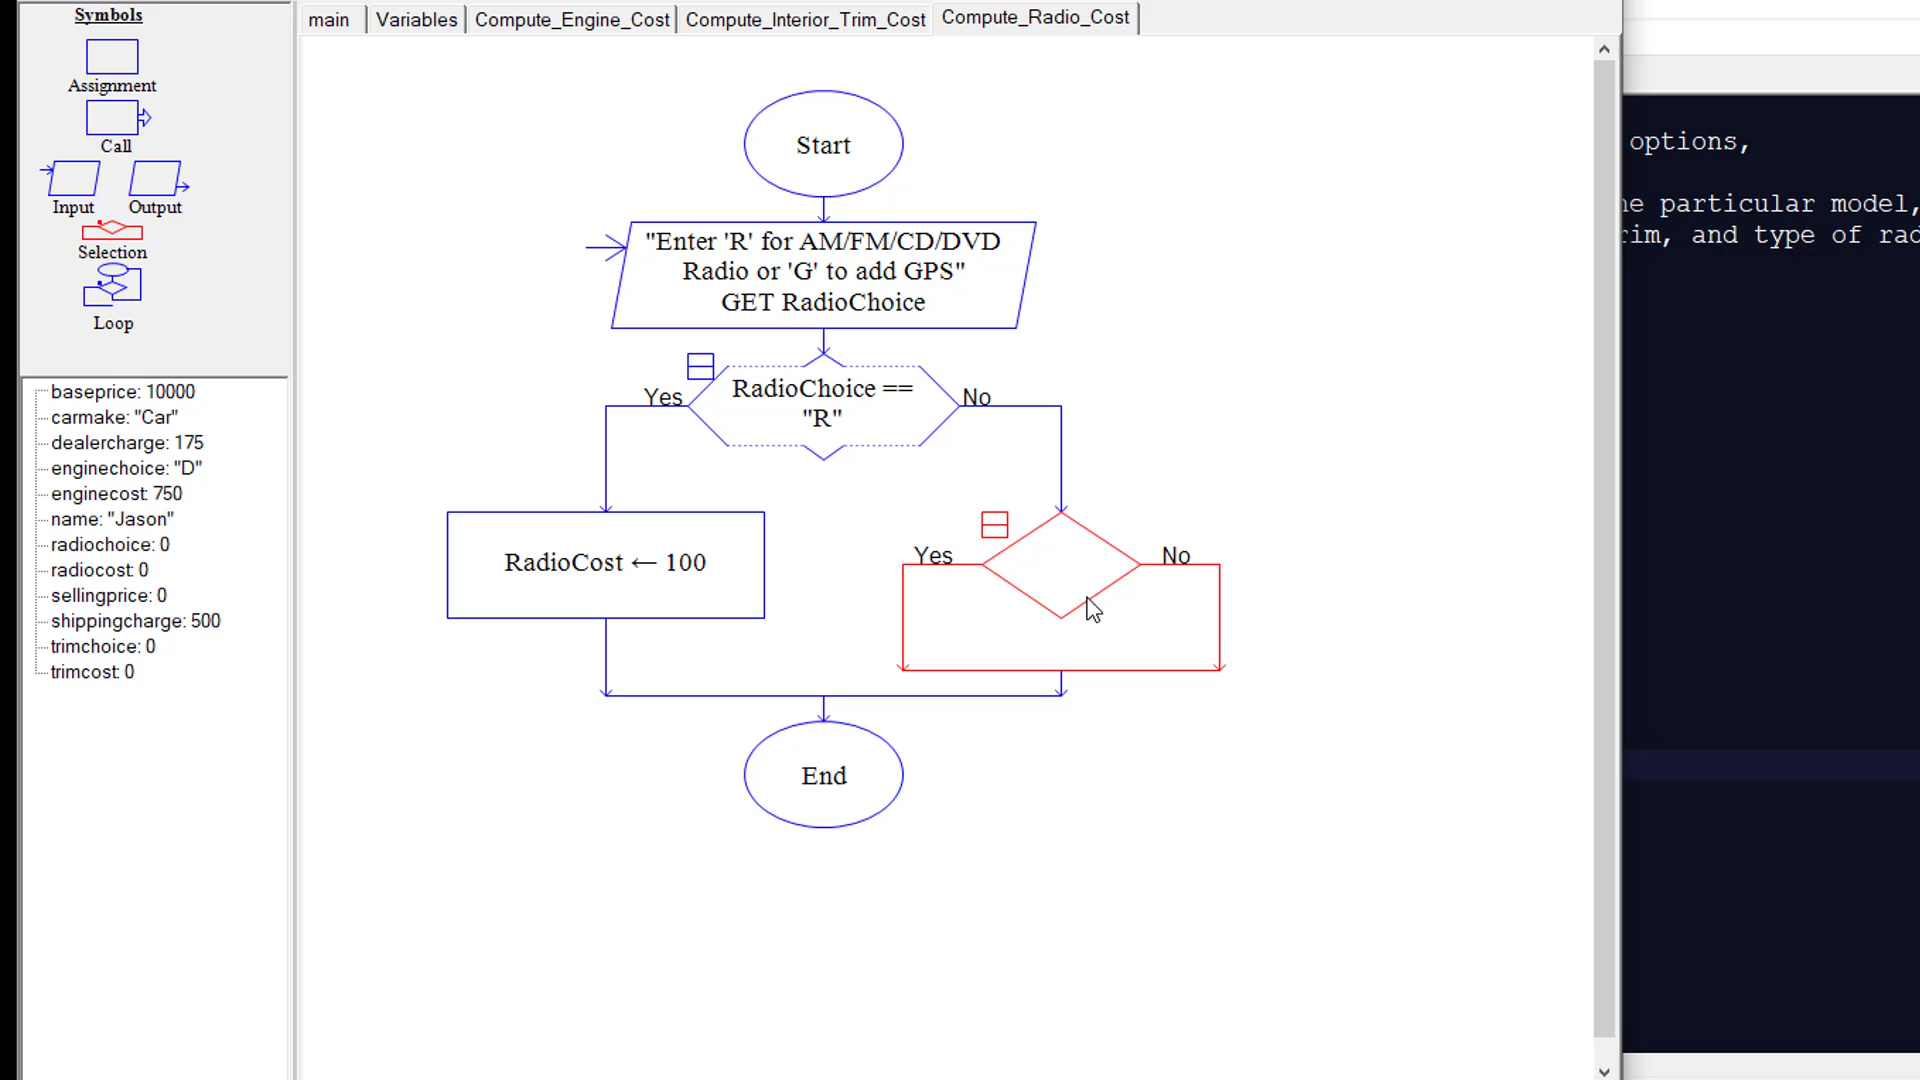 Symbols
Assignment
Call
Input Output
Selection
Loop
baseprice: 10000
carmake: "Car"
dealercharge: 175
enginechoice: "D"
enginecost: 750
name: "Jason"
radiochoice: 0
radiocost: 0
sellingprice: 0
shippingcharge: 500
trimchoice: 0
trimcost: 0
main Variables Compute_Engine_Cost Compute_Interior_Trim_Cost Compute_Radio_Cost
Start
"Enter 'R' for AM/FM/CD/DVD
Radio or 'G' to add GPS"
GET RadioChoice
Yes
RadioChoice ==
"R"
No
RadioCost ← 100
Yes
No
End
options,
particular model,
and type of